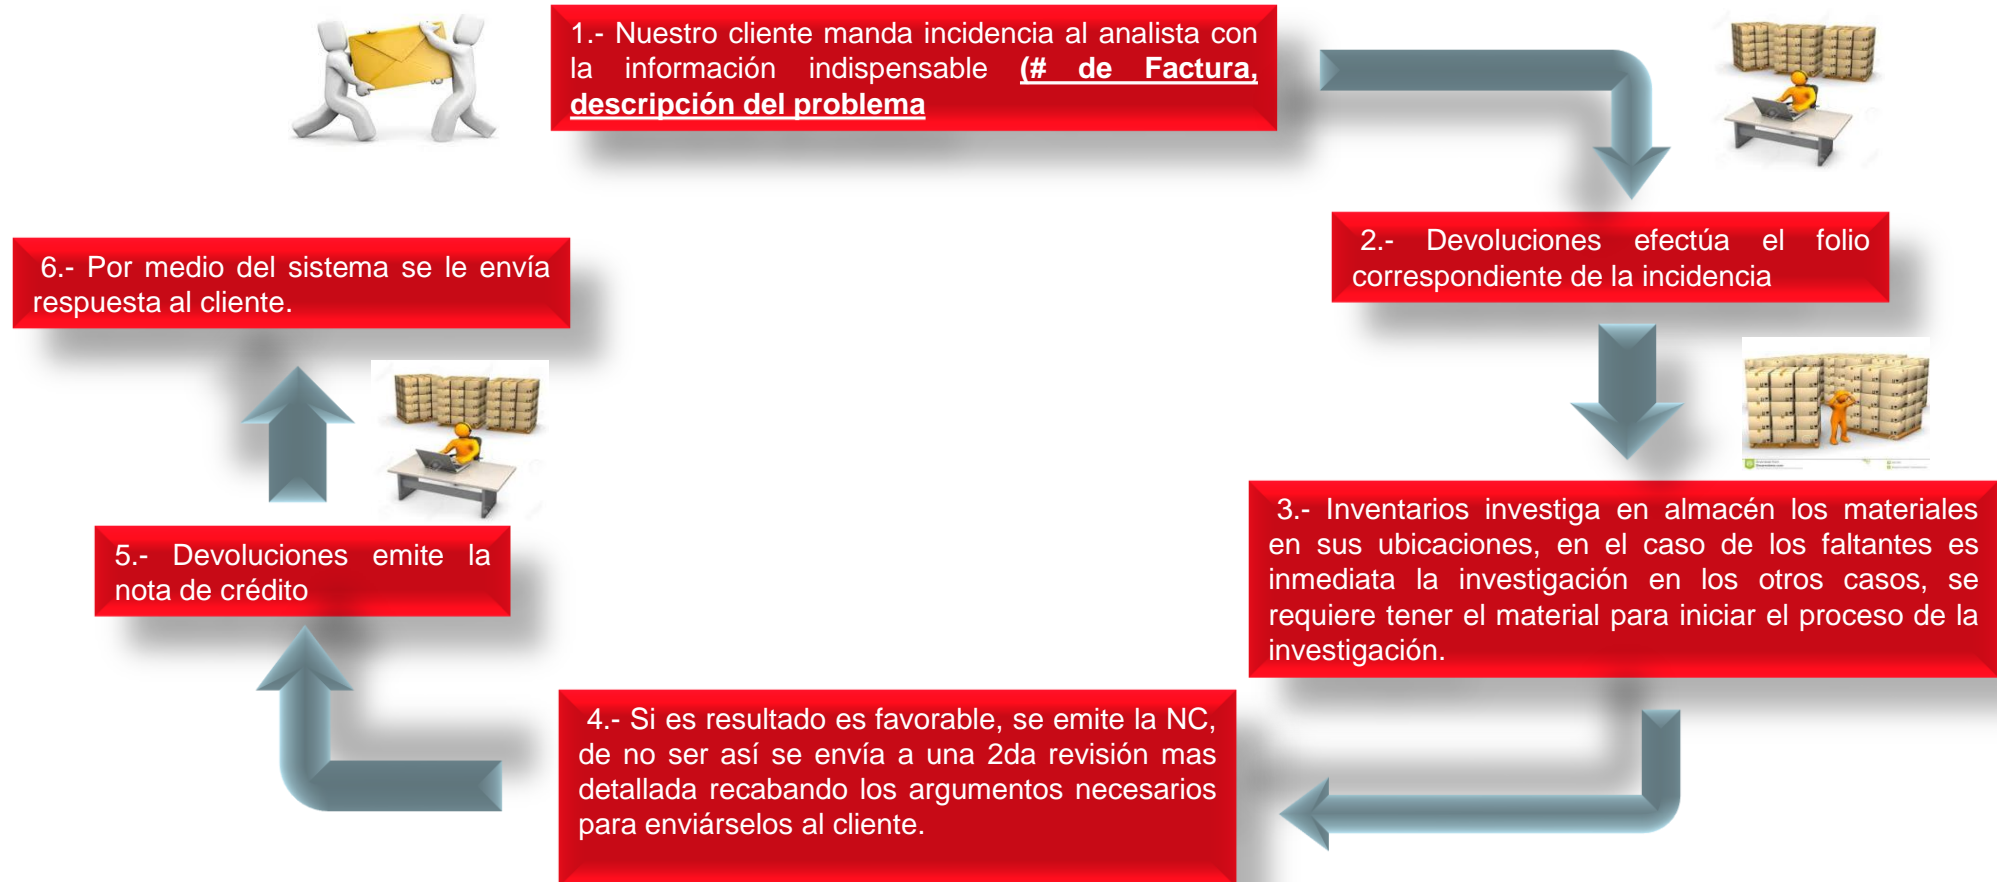 1.- Nuestro cliente manda incidencia al analista con
la información indispensable (# de Factura,
descripción del problema
2.- Devoluciones efectúa el folio
correspondiente de la incidencia
3.- Inventarios investiga en almacén los materiales
en sus ubicaciones, en el caso de los faltantes es
inmediata la investigación en los otros casos, se
requiere tener el material para iniciar el proceso de la
investigación.
4.- Si es resultado es favorable, se emite la NC,
de no ser así se envía a una 2da revisión mas
detallada recabando los argumentos necesarios
para enviárselos al cliente.
5.- Devoluciones emite la
nota de crédito
6.- Por medio del sistema se le envía
respuesta al cliente.